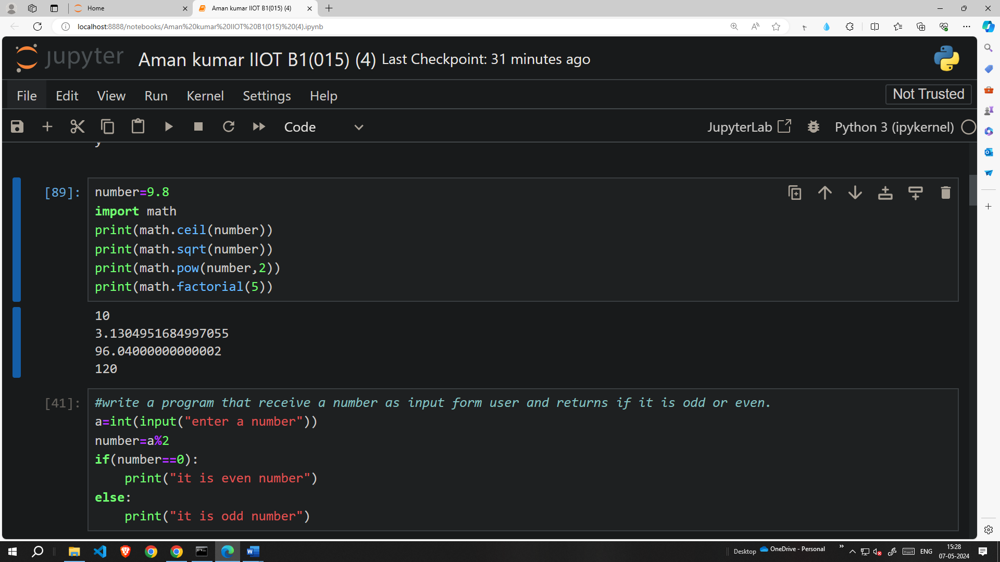 Home
Aman kumar IIOT B1(015) (4)
localhost:8888/notebooks/Aman%20kumar%20IIOT%20B1(015)%20(4).ipynb
jupyter
Aman kumar IIOT B1(015) (4) Last Checkpoint: 31 minutes ago
File Edit View Run Kernel Settings Help
Not Trusted
Code
JupyterLab
Python 3 (ipykernel)
y
[89]:
number=9.8
import math
print(math.ceil(number))
print(math.sqrt(number))
print(math.pow(number,2))
print(math.factorial(5))
10
3.1304951684997055
96.04000000000002
120
[41]:
#write a program that receive a number as input form user and returns if it is odd or even.
a=int(input("enter a number"))
number=a%2
if(number==0):
    print("it is even number")
else:
    print("it is odd number")
Desktop
OneDrive - Personal
ENG
15:28
07-05-2024